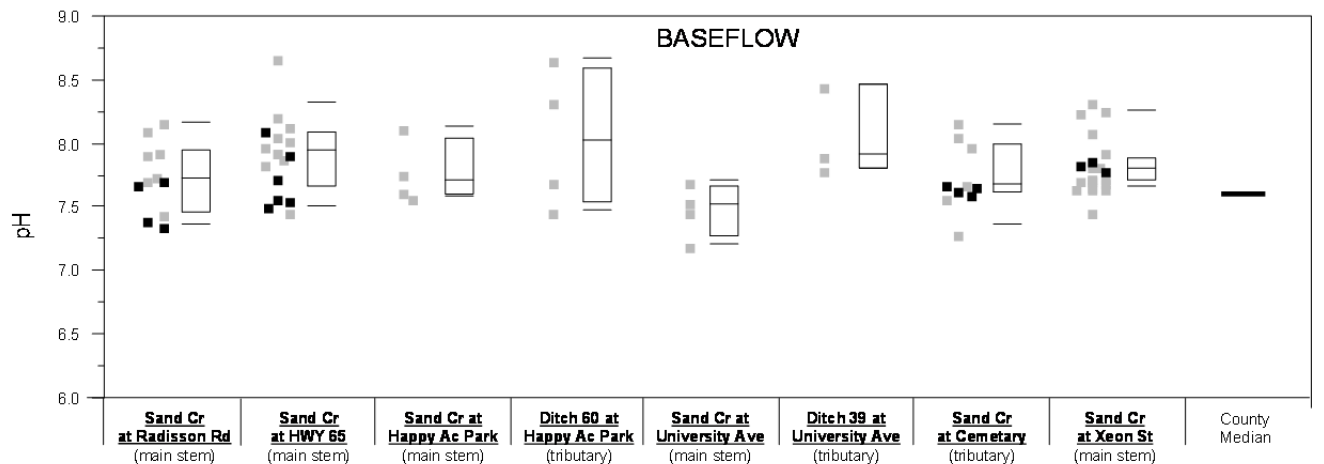 BASEFLOW
pH
9.0
8.5
8.0
7.5
7.0
6.5
6.0
Sand Cr
at Radisson Rd
(main stem)
Sand Cr
at HWY 65
(main stem)
Sand Cr at
Happy Ac Park
(main stem)
Ditch 60 at
Happy Ac Park
(tributary)
Sand Cr at
University Ave
(main stem)
Ditch 39 at
University Ave
(tributary)
Sand Cr
at Cemetary
(tributary)
Sand Cr
at Xeon St
(main stem)
County
Median